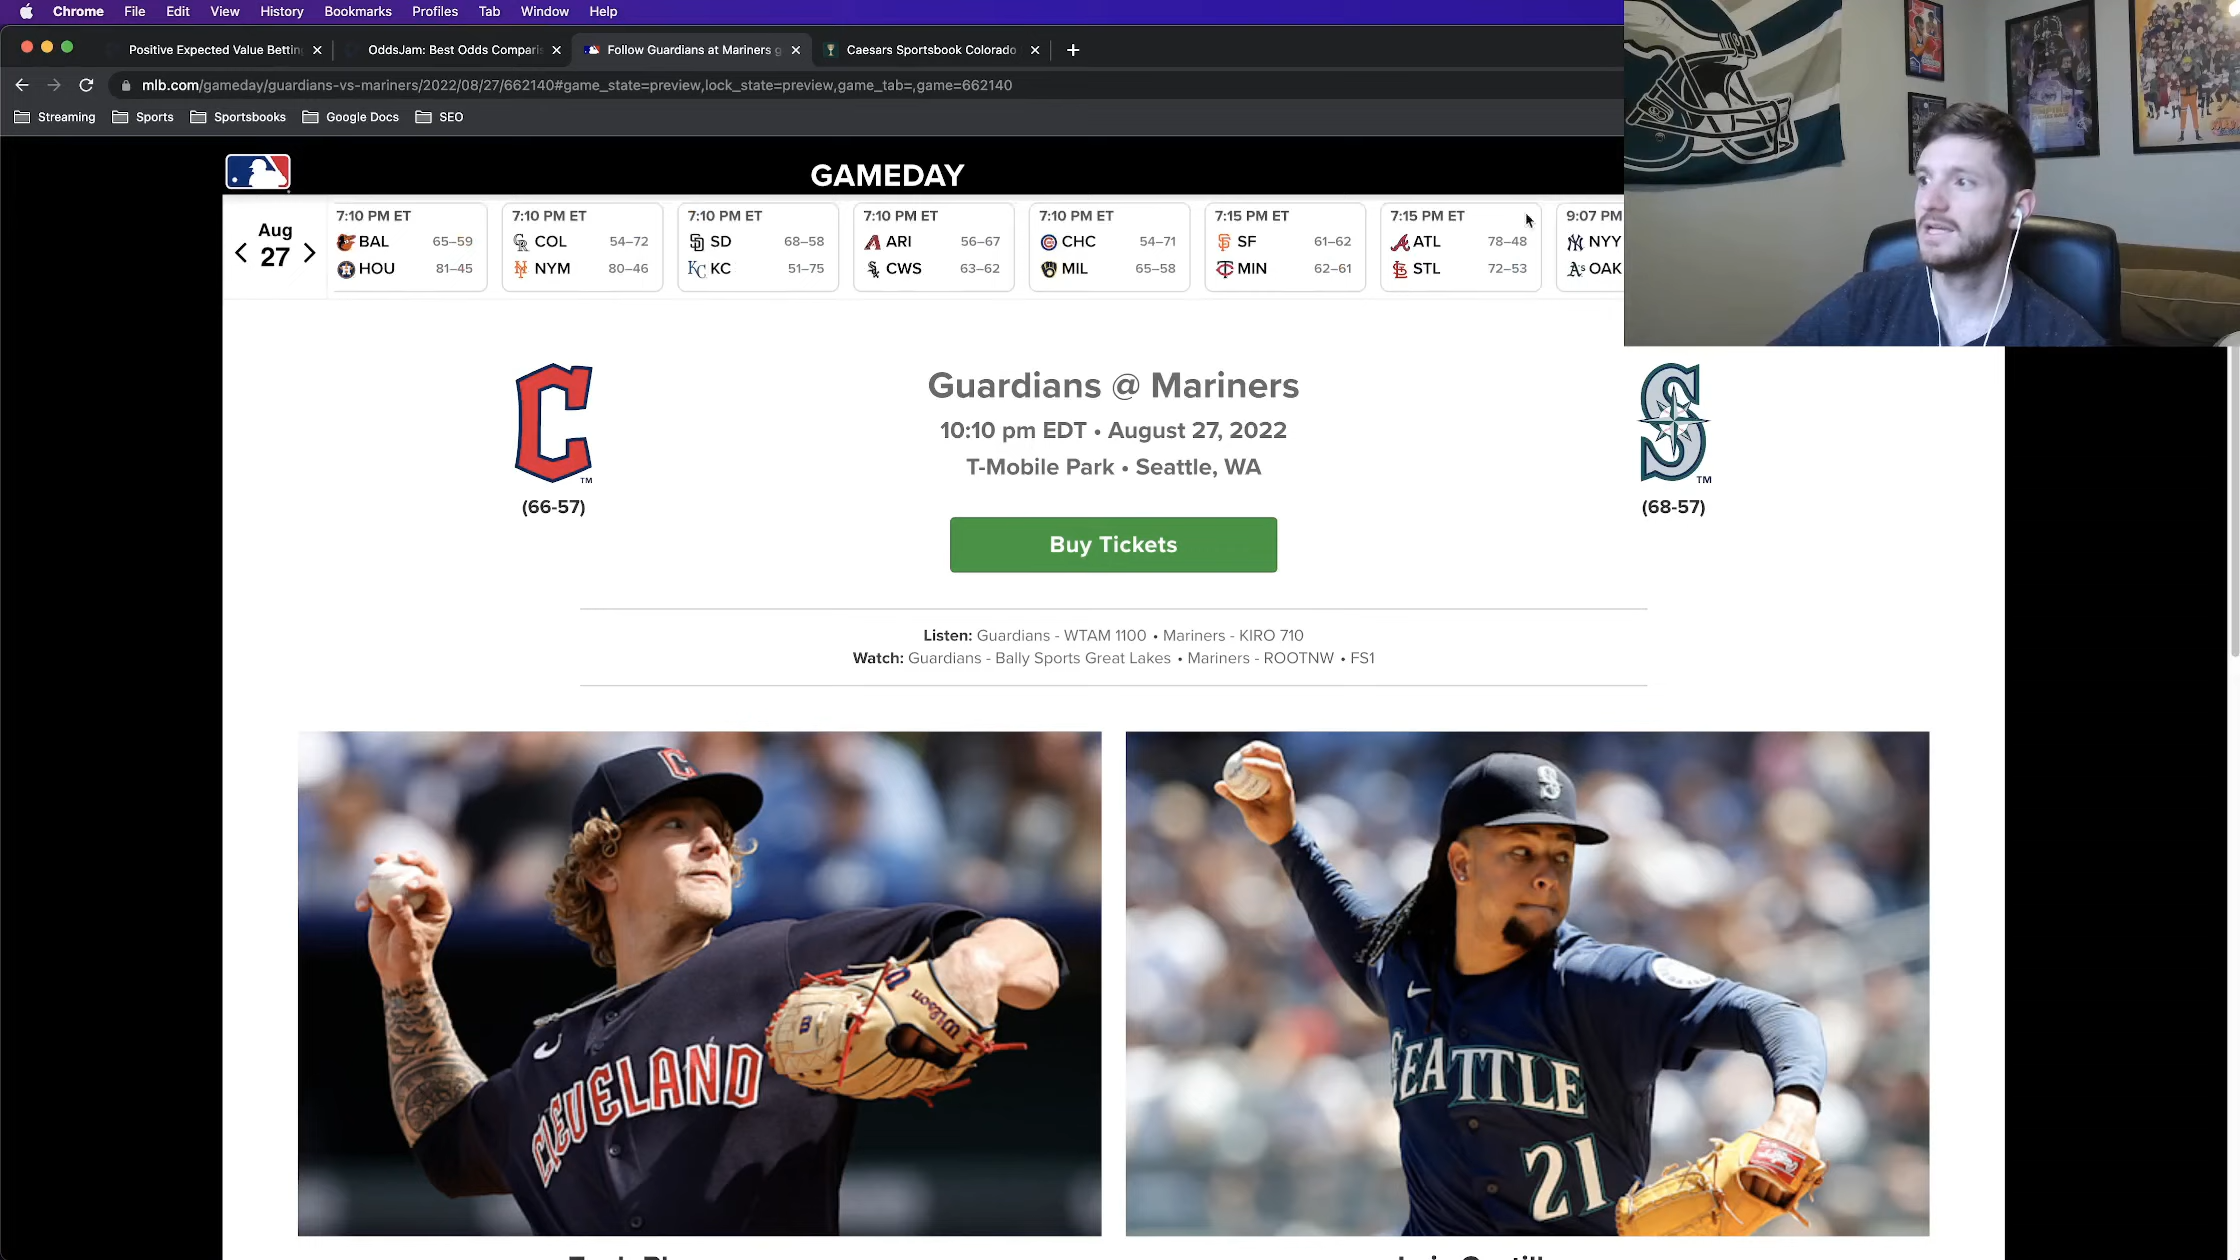 Chrome File Edit View History Bookmarks Profiles Tab Window Help
Positive Expected Value Bettin
OddsJam: Best Odds Comparis
Follow Guardians at Mariners g
Caesars Sportsbook Colorado
mlb.com/gameday/guardians-vs-mariners/2022/08/27/662140#game_state=preview,lock_state=preview,game_tab=,game=662140
Streaming Sports Sportsbooks Google Docs SEO
GAMEDAY
Aug
27
7:10 PM ET
BAL 65–59
HOU 81–45
7:10 PM ET
COL 54–72
NYM 80–46
7:10 PM ET
SD 68–58
KC 51–75
7:10 PM ET
ARI 56–67
CWS 63–62
7:10 PM ET
CHC 54–71
MIL 65–58
7:15 PM ET
SF 61–62
MIN 62–61
7:15 PM ET
ATL 78–48
STL 72–53
9:07 PM
NYY
OAK
Guardians @ Mariners
10:10 pm EDT • August 27, 2022
T-Mobile Park • Seattle, WA
C TM
(66-57)
S TM
(68-57)
Buy Tickets
Listen: Guardians - WTAM 1100 • Mariners - KIRO 710
Watch: Guardians - Bally Sports Great Lakes • Mariners - ROOTNW • FS1
C
Wilson
CLEVELAND
S
SEATTLE
21